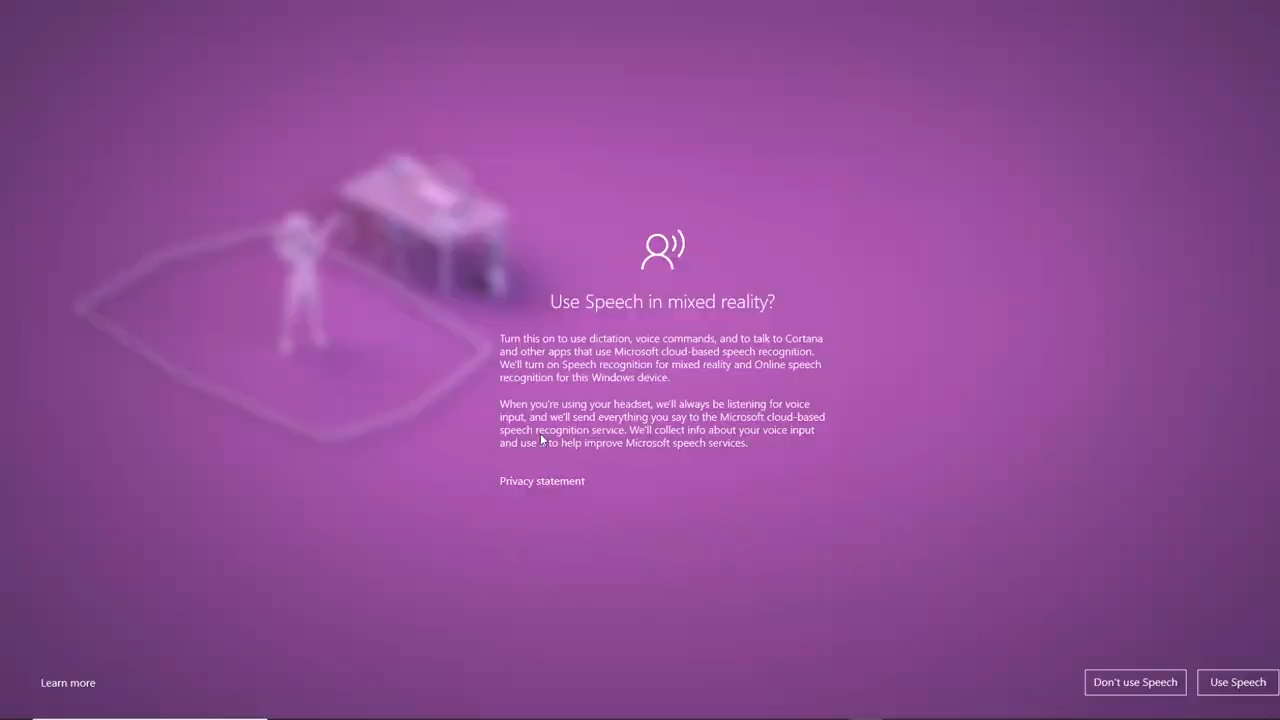 Use Speech in mixed reality?
Turn this on to use dictation, voice commands, and to talk to Cortana
and other apps that use Microsoft cloud-based speech recognition.
We'll turn on Speech recognition for mixed reality and Online speech
recognition for this Windows device.
When you're using your headset, we'll always be listening for voice
input, and we'll send everything you say to the Microsoft cloud-based
speech recognition service. We'll collect info about your voice input
and use to help improve Microsoft speech services.
Privacy statement
Learn more
Don't use Speech
Use Speech